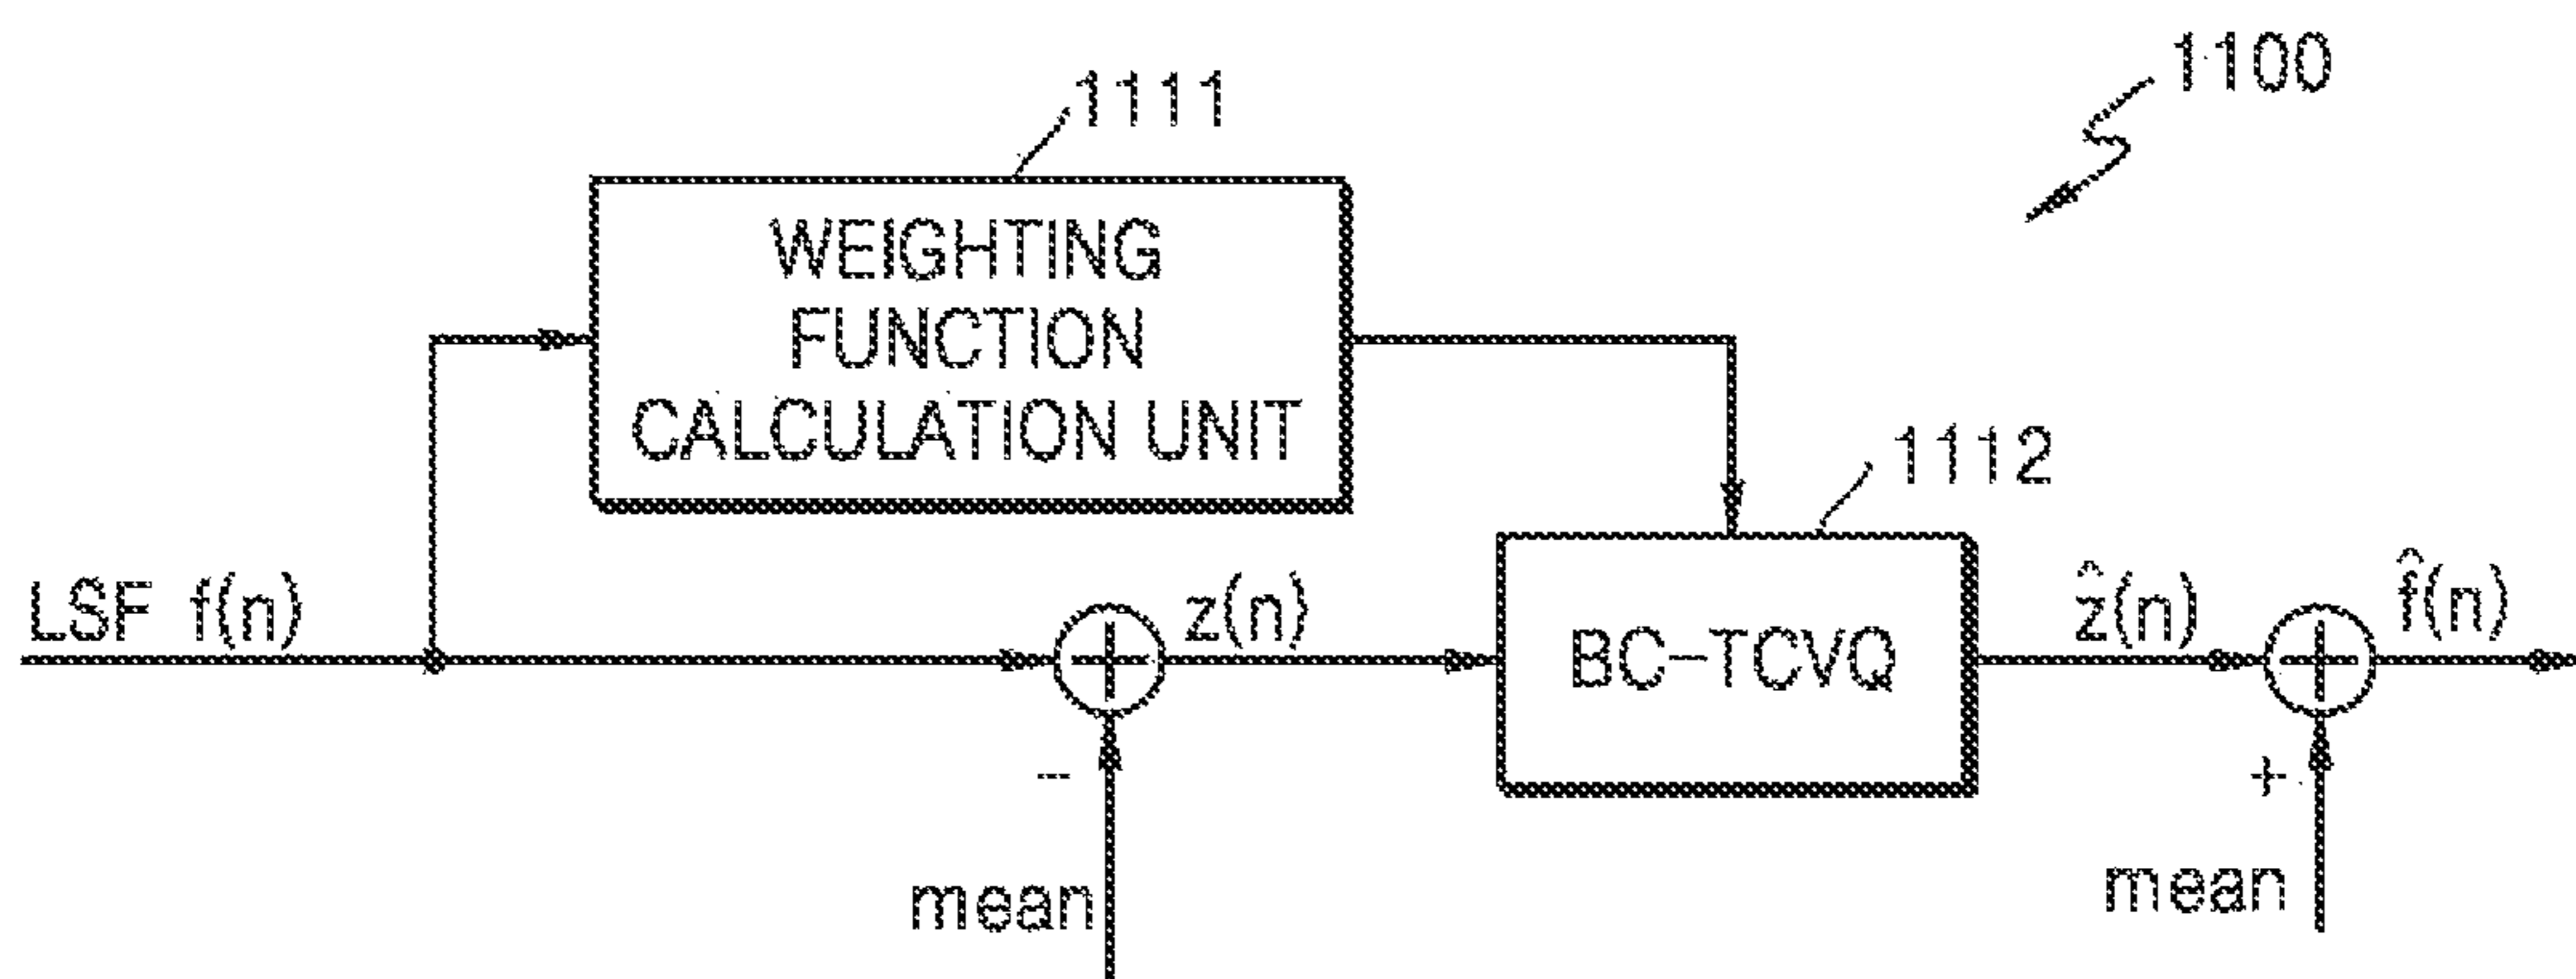 1100
1111
WEIGHTING
FUNCTION
CALCULATION UNIT
1112
LSF f(n)
z(n)
BC-TCVQ
ẑ(n)
f̂(n)
-
+
mean
mean